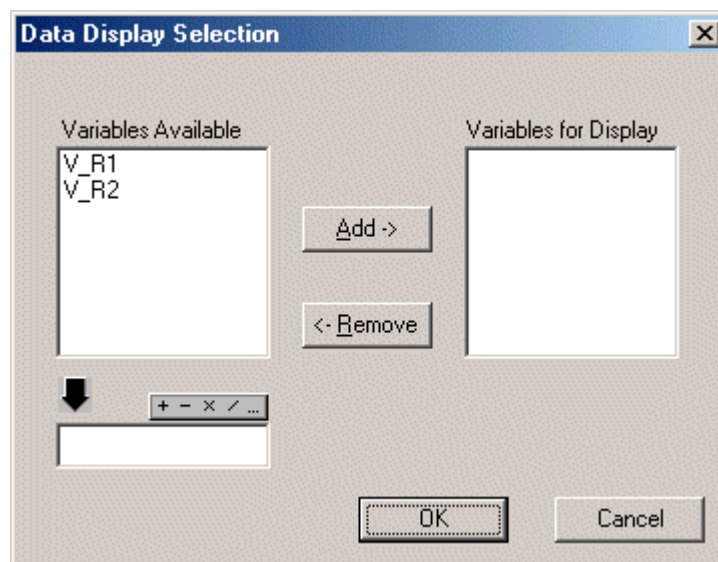 Data Display Selection
Variables Available
Variables for Display
V_R1
V_R2
Add ->
<- Remove
+ - × / ...
OK
Cancel